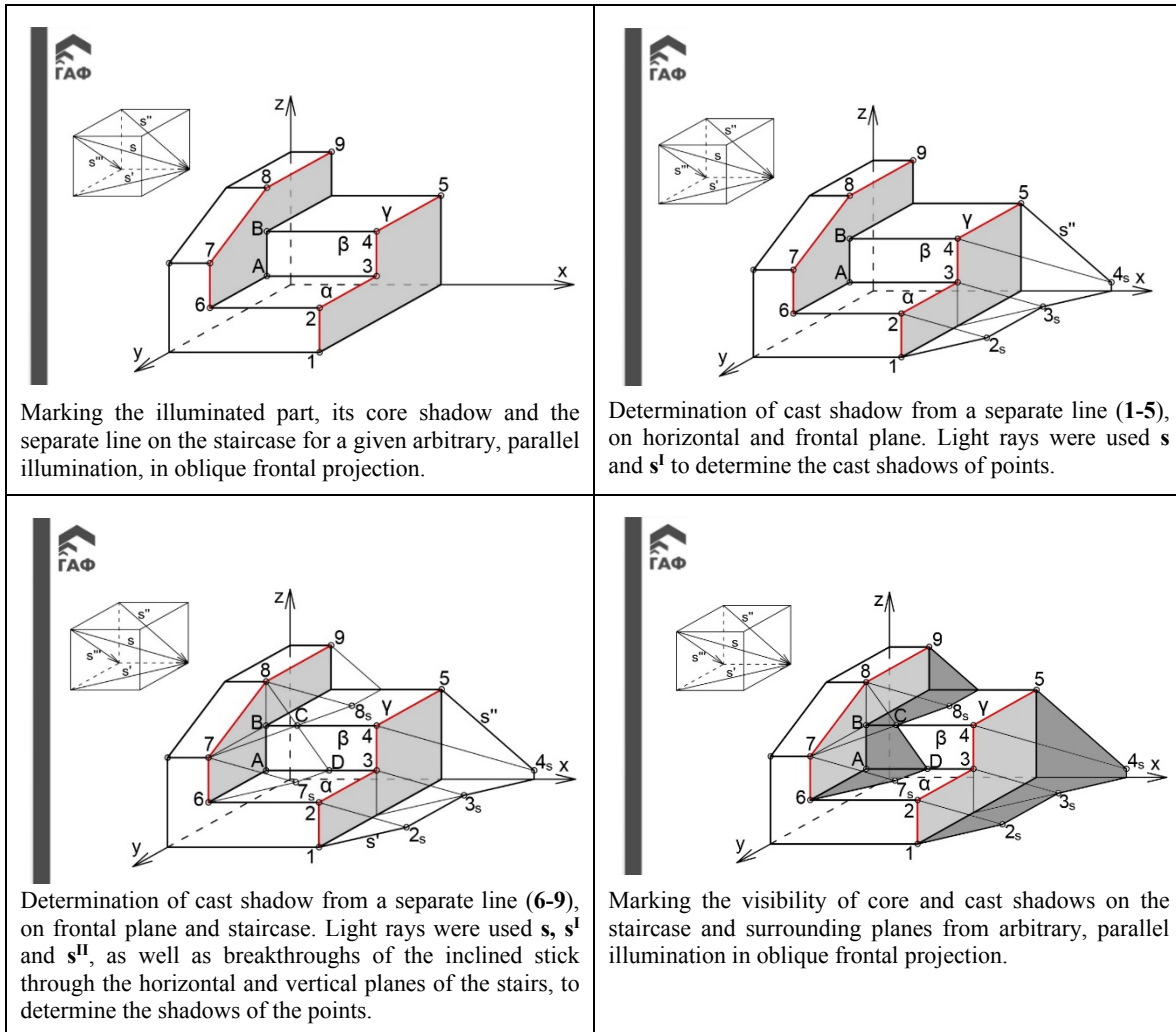 ГАФ
z
s''
s
s'''
s'
9
8
5
γ
B
4
7
β
A
3
x
α
6
2
y
1
Marking the illuminated part, its core shadow and the
separate line on the staircase for a given arbitrary, parallel
illumination, in oblique frontal projection.
ГАФ
z
s''
s
s'''
s'
9
8
5
γ
s''
B
4
7
β
A
3
4s
x
α
6
2
3s
2s
y
1
Determination of cast shadow from a separate line (1-5),
on horizontal and frontal plane. Light rays were used s
and sI to determine the cast shadows of points.
ГАФ
z
s''
s
s'''
s'
9
8
5
γ
8s
s''
B
C
4
7
β
A
D
3
4s
x
α
7s
6
2
3s
2s
s'
y
1
Determination of cast shadow from a separate line (6-9),
on frontal plane and staircase. Light rays were used s, sI
and sII, as well as breakthroughs of the inclined stick
through the horizontal and vertical planes of the stairs, to
determine the shadows of the points.
ГАФ
z
s''
s
s'''
s'
9
8
5
γ
8s
B
C
4
7
β
A
D
3
4s
x
α
7s
6
2
3s
2s
y
1
Marking the visibility of core and cast shadows on the
staircase and surrounding planes from arbitrary, parallel
illumination in oblique frontal projection.